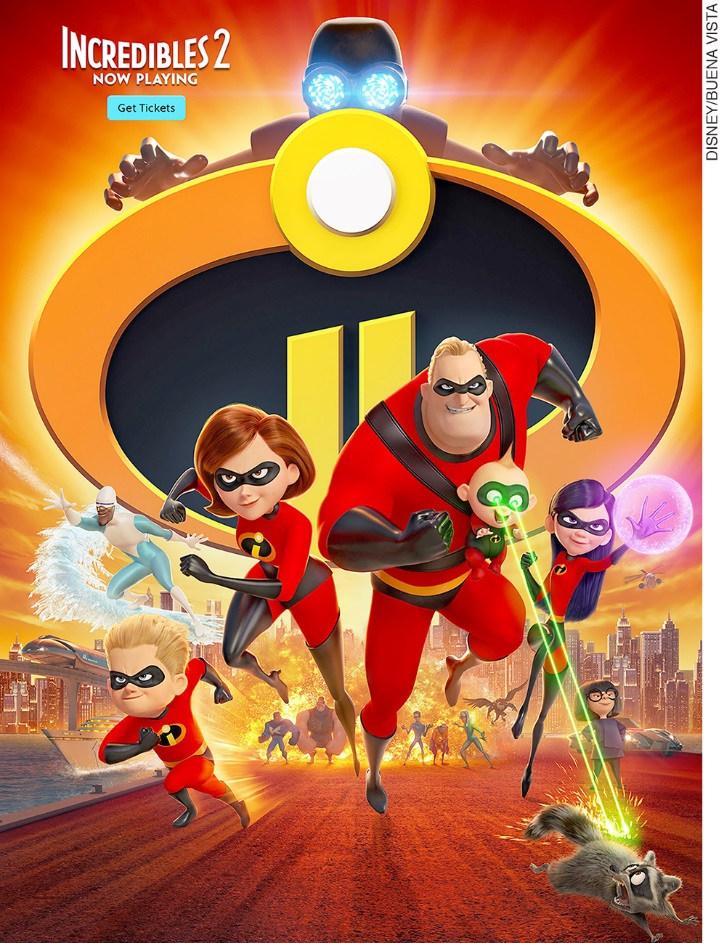 INCREDIBLES 2
NOW PLAYING
Get Tickets
DISNEY/BUENA VISTA